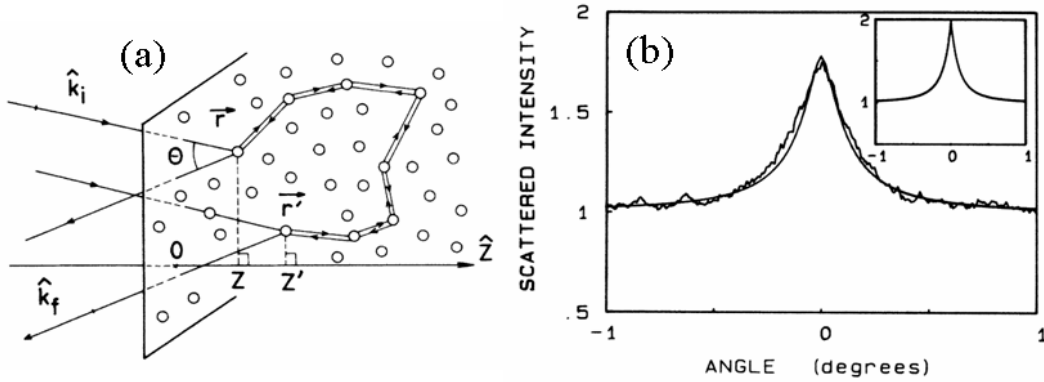 (a)
k̂i
r⃗
Θ
r⃗′
0
Z
Z′
Ẑ
k̂f
(b)
2
1.5
1
.5
-1
0
1
SCATTERED INTENSITY
ANGLE (degrees)
2
1
-1
0
1